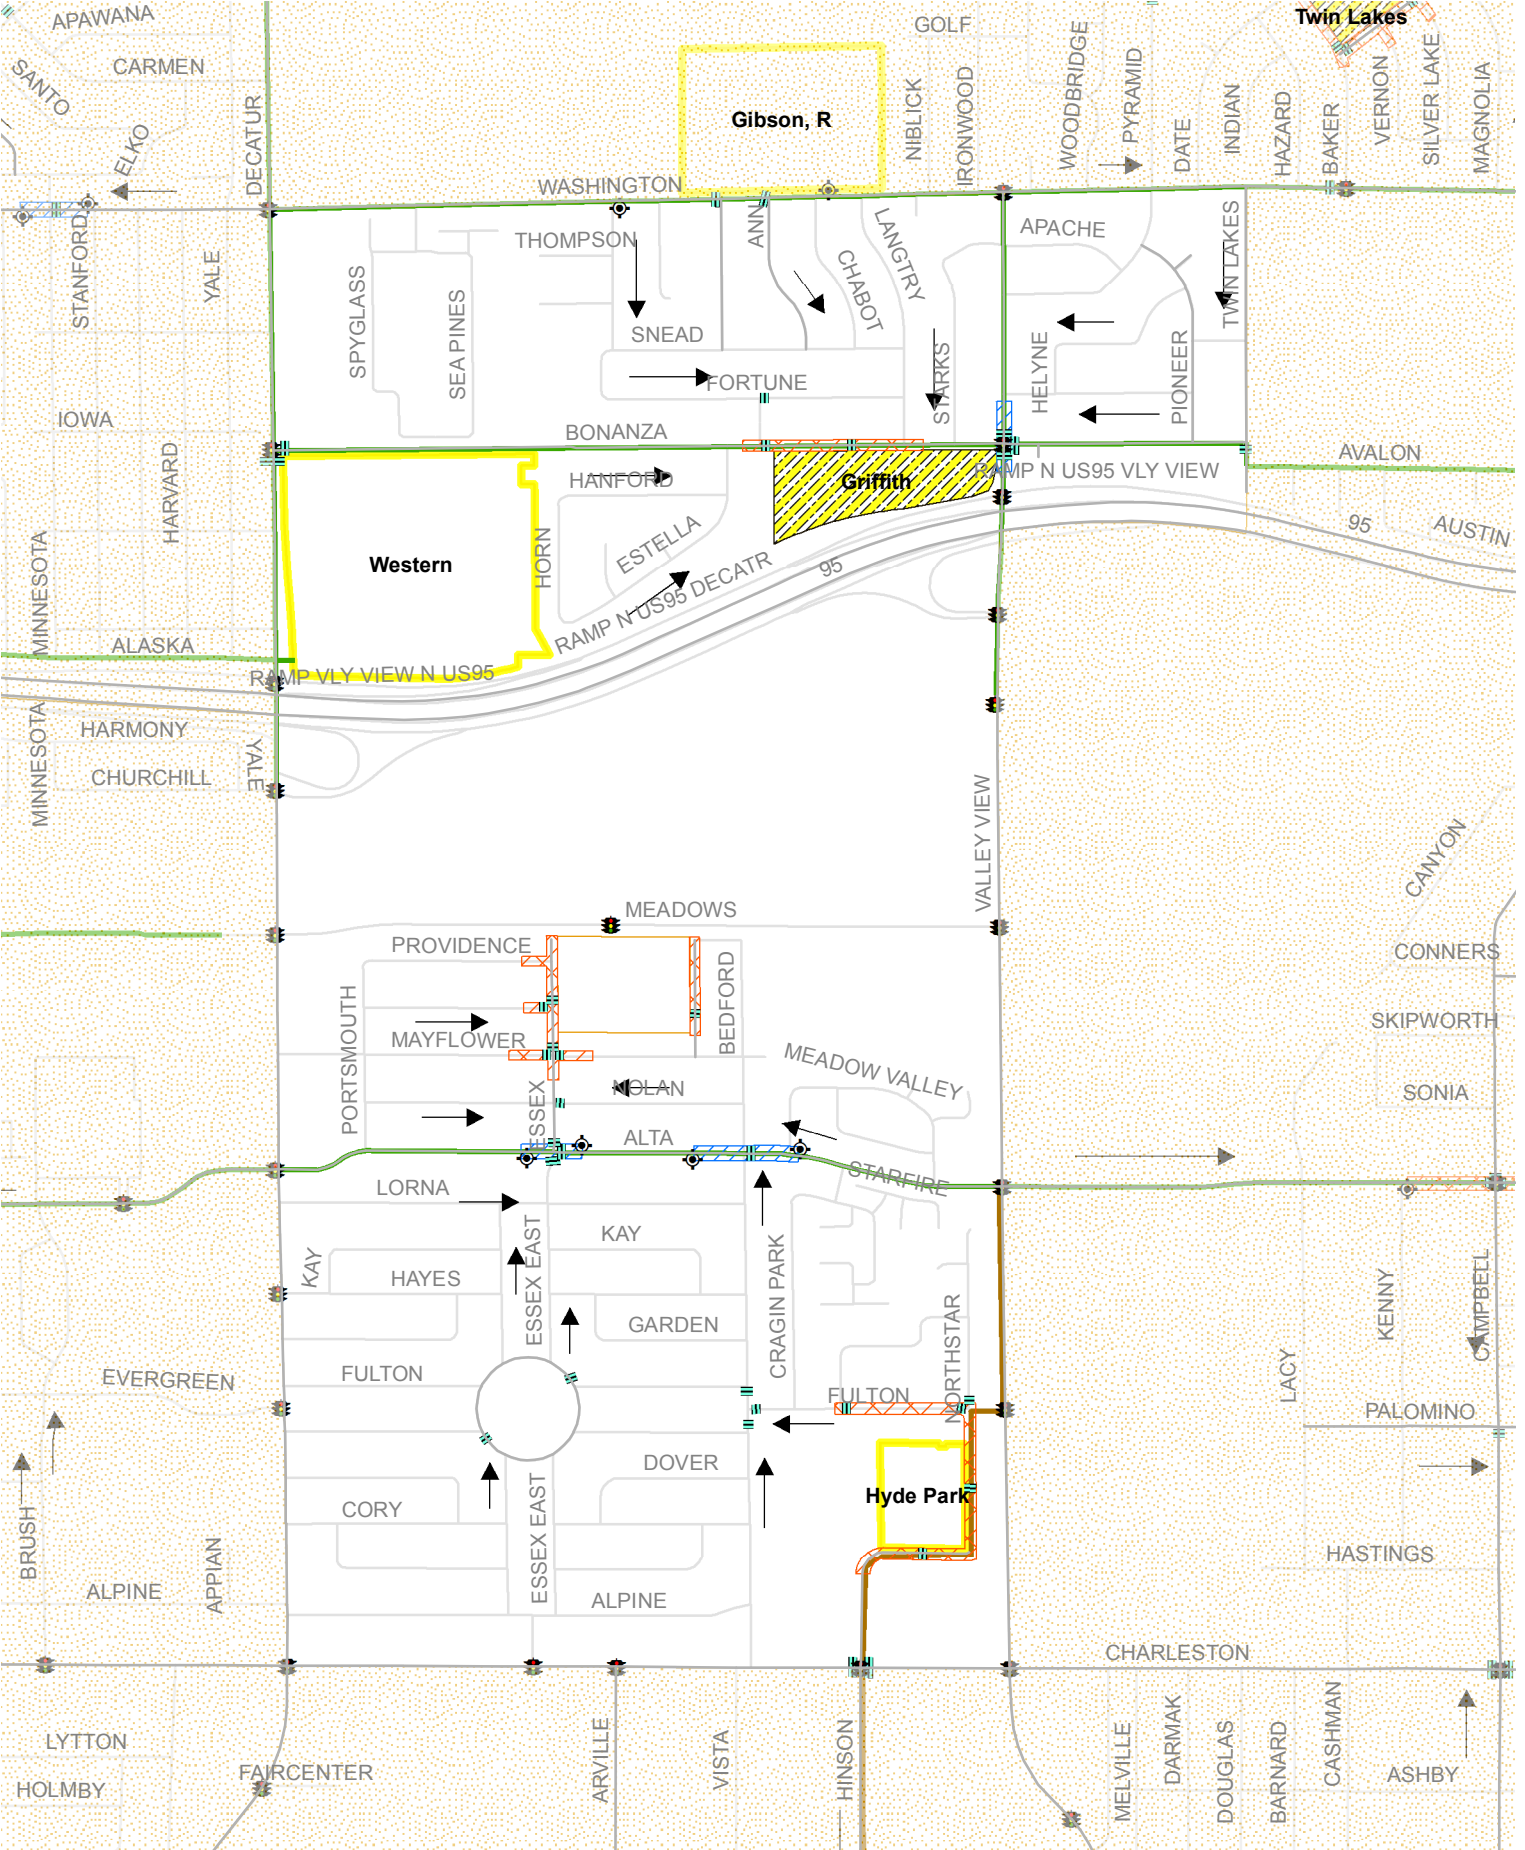 APAWANA
CARMEN
SANTO
ELKO
DECATUR
GOLF
NIBLICK
IRONWOOD
WOODBRIDGE
PYRAMID
DATE
INDIAN
HAZARD
BAKER
VERNON
SILVER LAKE
MAGNOLIA
Twin Lakes
Gibson, R
WASHINGTON
STANFORD
YALE
THOMPSON
ANN
LANGTRY
CHABOT
APACHE
TWIN LAKES
SPYGLASS
SEA PINES
SNEAD
FORTUNE
STARKS
HELYNE
PIONEER
IOWA
HARVARD
BONANZA
AVALON
HANFORD
Griffith
RAMP N US95 VLY VIEW
95
AUSTIN
MINNESOTA
Western
HORN
ESTELLA
RAMP N US95 DECATR
95
ALASKA
RAMP VLY VIEW N US95
MINNESOTA
HARMONY
YALE
CHURCHILL
VALLEY VIEW
CANYON
MEADOWS
PROVIDENCE
PORTSMOUTH
BEDFORD
CONNERS
MAYFLOWER
SKIPWORTH
MEADOW VALLEY
NOLAN
SONIA
ESSEX
ALTA
STARFIRE
LORNA
KAY
KAY
HAYES
ESSEX EAST
GARDEN
CRAGIN PARK
NORTHSTAR
KENNY
CAMPBELL
LACY
EVERGREEN
FULTON
FULTON
PALOMINO
DOVER
Hyde Park
CORY
ESSEX EAST
HASTINGS
BRUSH
APPIAN
ALPINE
ALPINE
CHARLESTON
LYTTON
HOLMBY
FAIRCENTER
ARVILLE
VISTA
HINSON
MELVILLE
DARMAK
DOUGLAS
BARNARD
CASHMAN
ASHBY